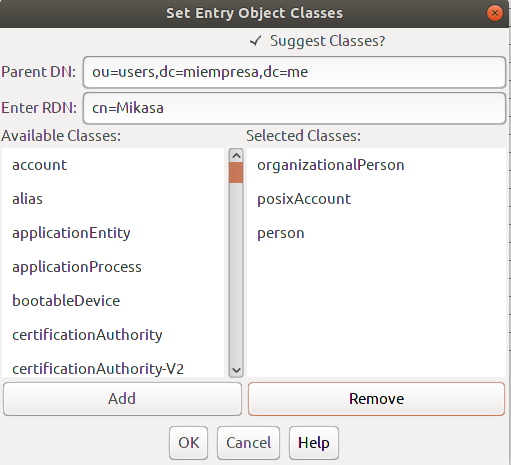 Set Entry Object Classes
Suggest Classes?
Parent DN: ou=users,dc=miempresa,dc=me
Enter RDN: cn=Mikasa
Available Classes: Selected Classes:
account organizationalPerson
alias posixAccount
applicationEntity person
applicationProcess
bootableDevice
certificationAuthority
certificationAuthority-V2
Add Remove
OK Cancel Help